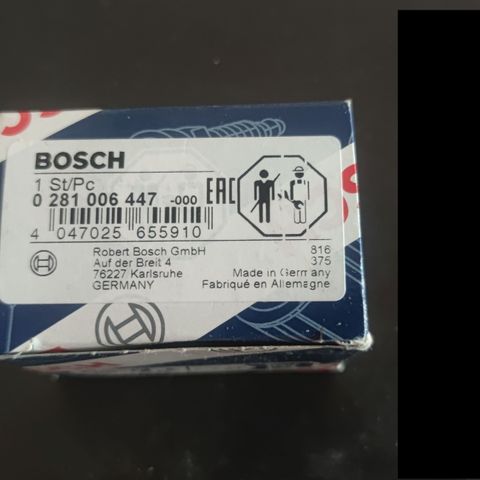 BOSCH
1 St/Pc
0 281 006 447 -000
EAC
4 047025 655910
Robert Bosch GmbH
Auf der Breit 4
76227 Karlsruhe
GERMANY
816
375
Made in Germany
Fabriqué en Allemagne